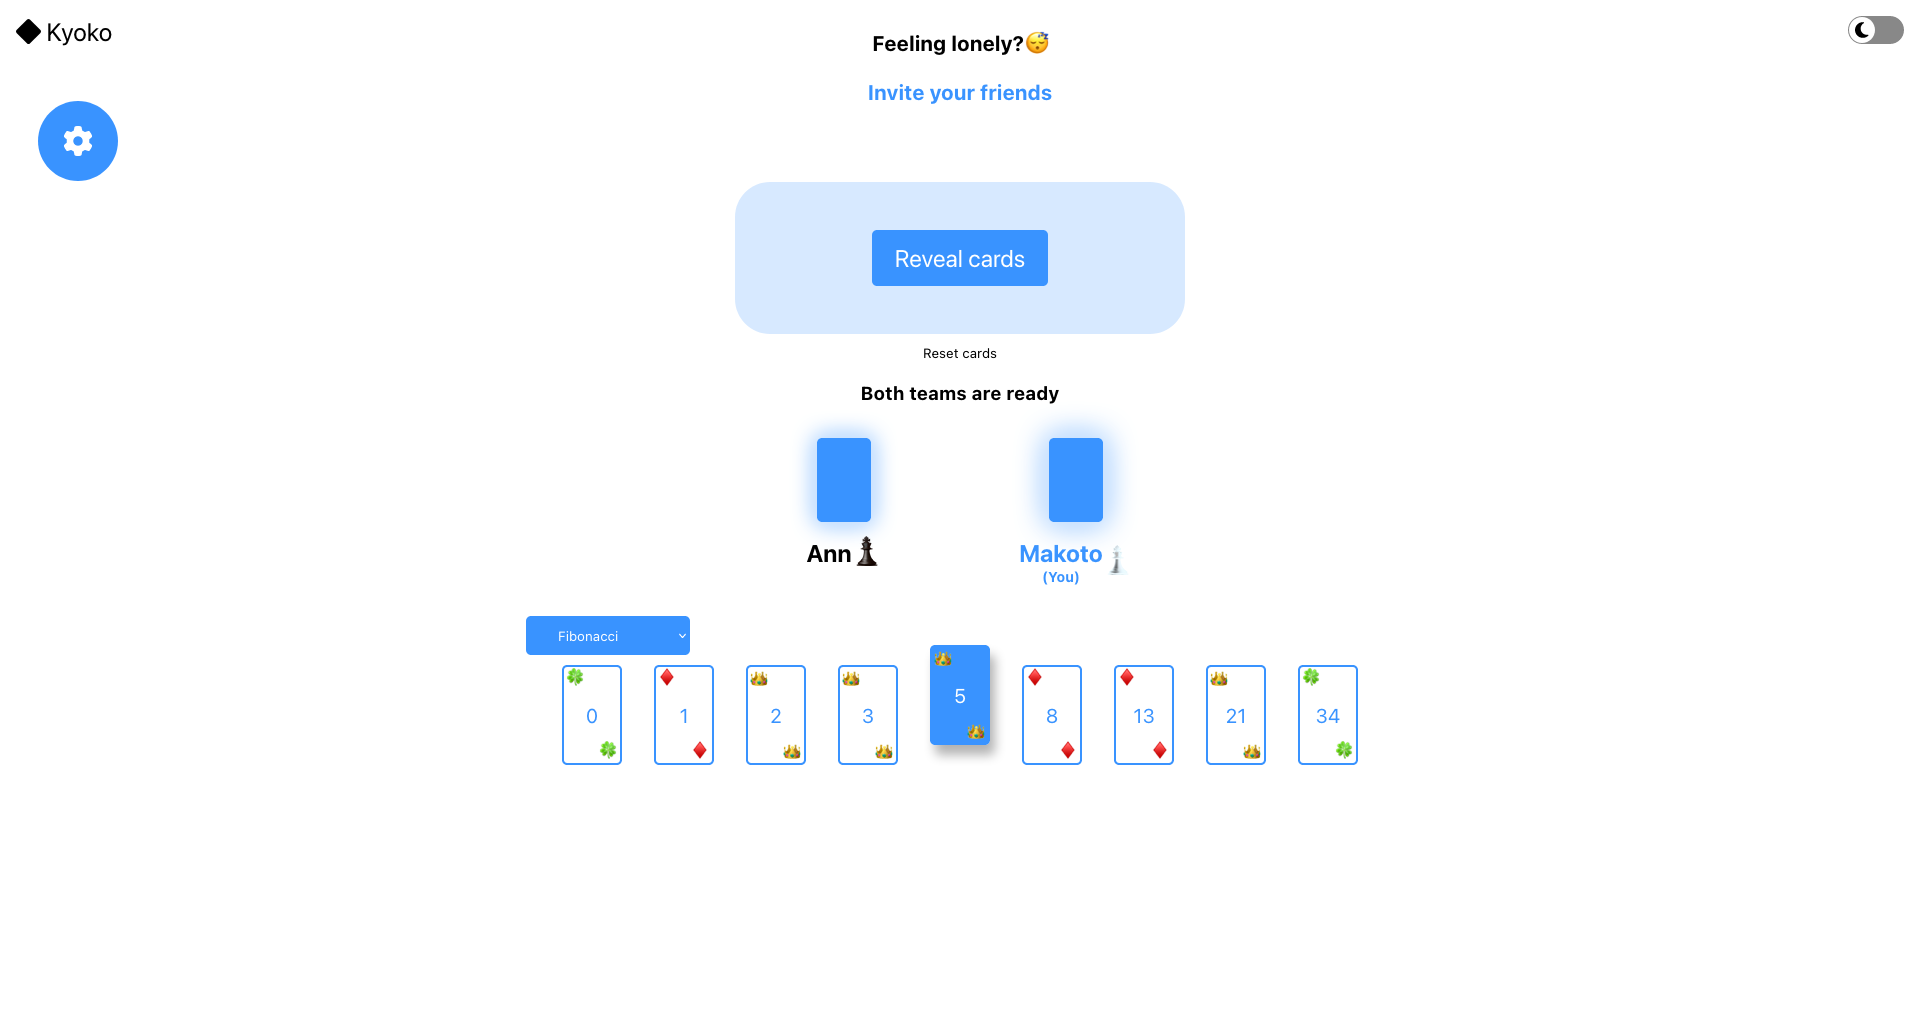 Kyoko
Feeling lonely?😴
Invite your friends
Reveal cards
Reset cards
Both teams are ready
Ann
Makoto
(You)
Fibonacci
0
1
2
3
5
8
13
21
34